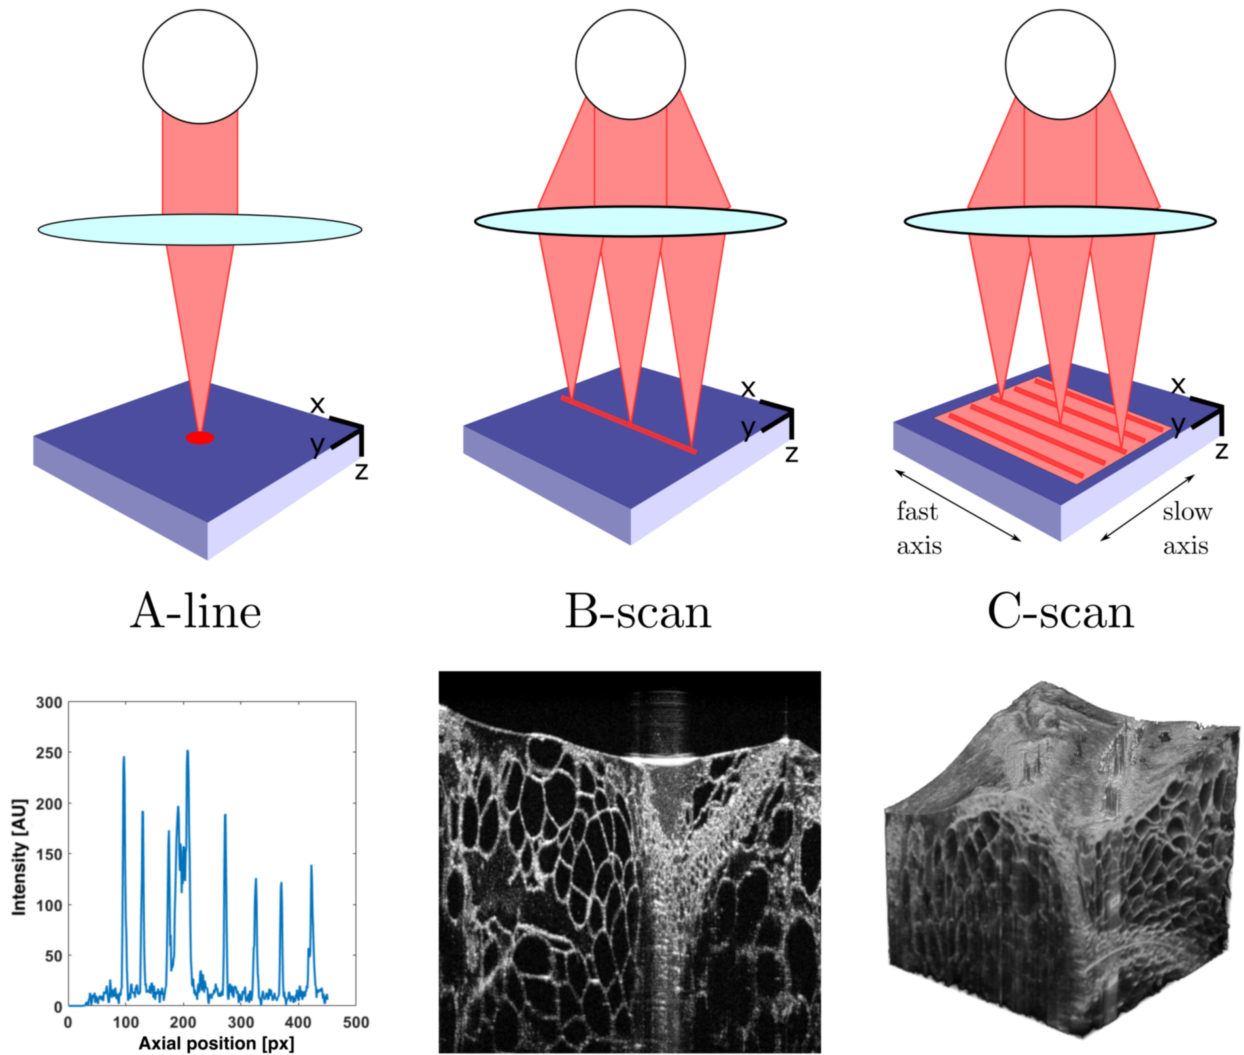 x
y
z
x
y
z
x
y
z
fast
axis
slow
axis
A-line
B-scan
C-scan
300
250
200
150
100
50
0
Intensity [AU]
0 100 200 300 400 500
Axial position [px]